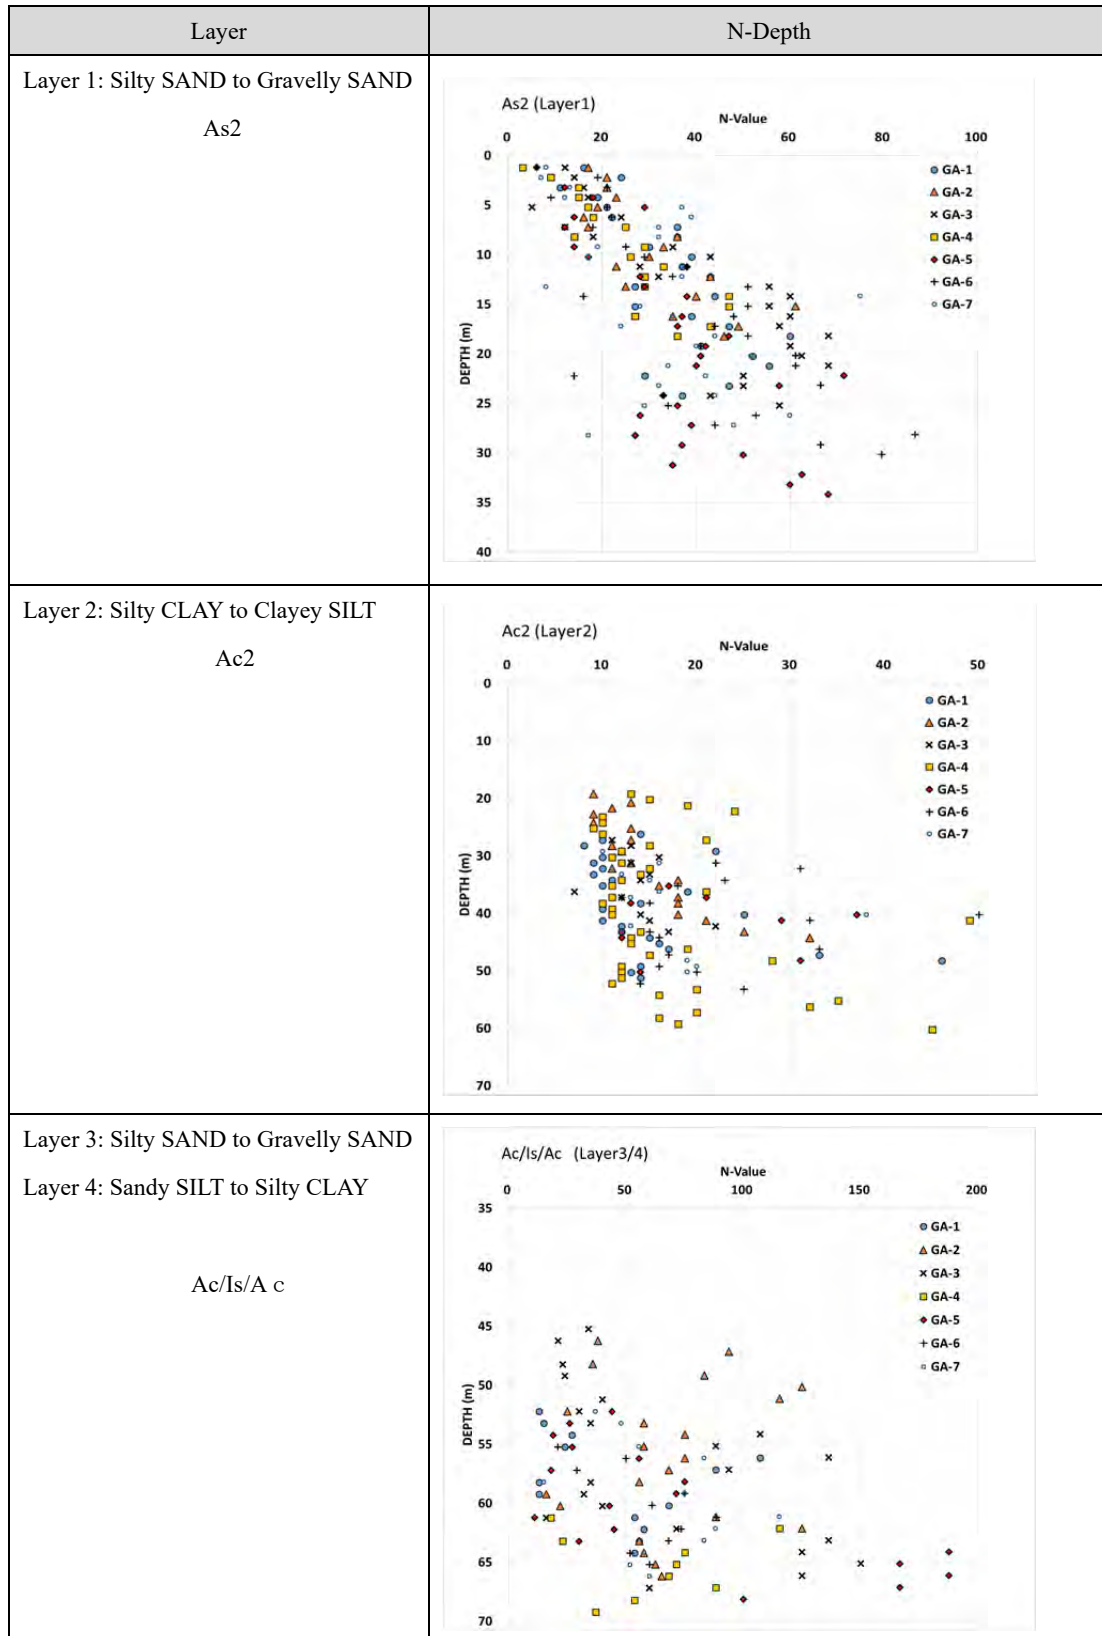 Layer
N-Depth
Layer 1: Silty SAND to Gravelly SAND
As2
As2 (Layer1)
N-Value
0 20 40 60 80 100
0
5
10
15
20
25
30
35
40
DEPTH (m)
GA-1
GA-2
GA-3
GA-4
GA-5
GA-6
GA-7
Layer 2: Silty CLAY to Clayey SILT
Ac2
Ac2 (Layer2)
N-Value
0 10 20 30 40 50
0
10
20
30
40
50
60
70
DEPTH (m)
GA-1
GA-2
GA-3
GA-4
GA-5
GA-6
GA-7
Layer 3: Silty SAND to Gravelly SAND
Layer 4: Sandy SILT to Silty CLAY
Ac/Is/A c
Ac/Is/Ac (Layer3/4)
N-Value
0 50 100 150 200
35
40
45
50
55
60
65
70
DEPTH (m)
GA-1
GA-2
GA-3
GA-4
GA-5
GA-6
GA-7